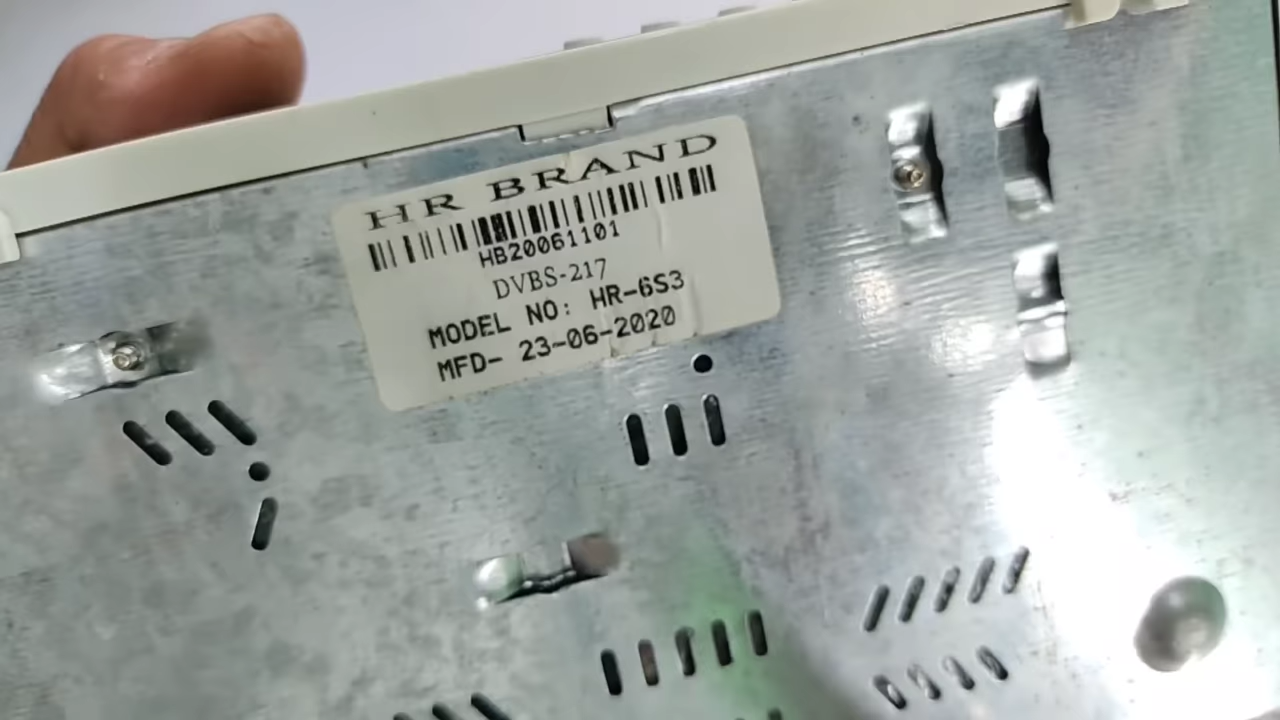 HR BRAND
HB20061101
DVBS-217
MODEL NO: HR-6S3
MFD- 23-06-2020